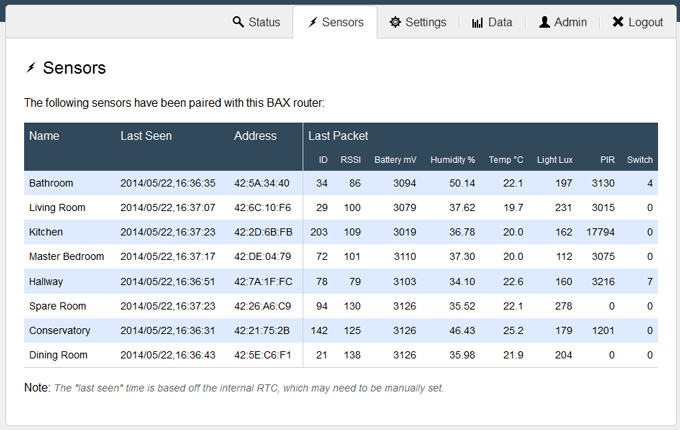 Status Sensors Settings Data Admin Logout
Sensors
The following sensors have been paired with this BAX router:
Name Last Seen Address Last Packet
ID RSSI Battery mV Humidity % Temp °C Light Lux PIR Switch
Bathroom 2014/05/22,16:36:35 42:5A:34:40 34 86 3094 50.14 22.1 197 3130 4
Living Room 2014/05/22,16:37:07 42:6C:10:F6 29 100 3079 37.62 19.7 231 3015 0
Kitchen 2014/05/22,16:37:23 42:2D:6B:FB 203 109 3019 36.78 20.0 162 17794 0
Master Bedroom 2014/05/22,16:37:17 42:DE:04:79 72 101 3110 37.30 20.0 112 3075 0
Hallway 2014/05/22,16:36:51 42:7A:1F:FC 78 79 3103 34.10 22.6 160 3216 7
Spare Room 2014/05/22,16:37:23 42:26:A6:C9 94 130 3126 35.52 22.1 278 0 0
Conservatory 2014/05/22,16:36:31 42:21:75:2B 142 125 3126 46.43 25.2 179 1201 0
Dining Room 2014/05/22,16:36:43 42:5E:C6:F1 21 138 3126 35.98 21.9 204 0 0
Note: The "last seen" time is based off the internal RTC, which may need to be manually set.